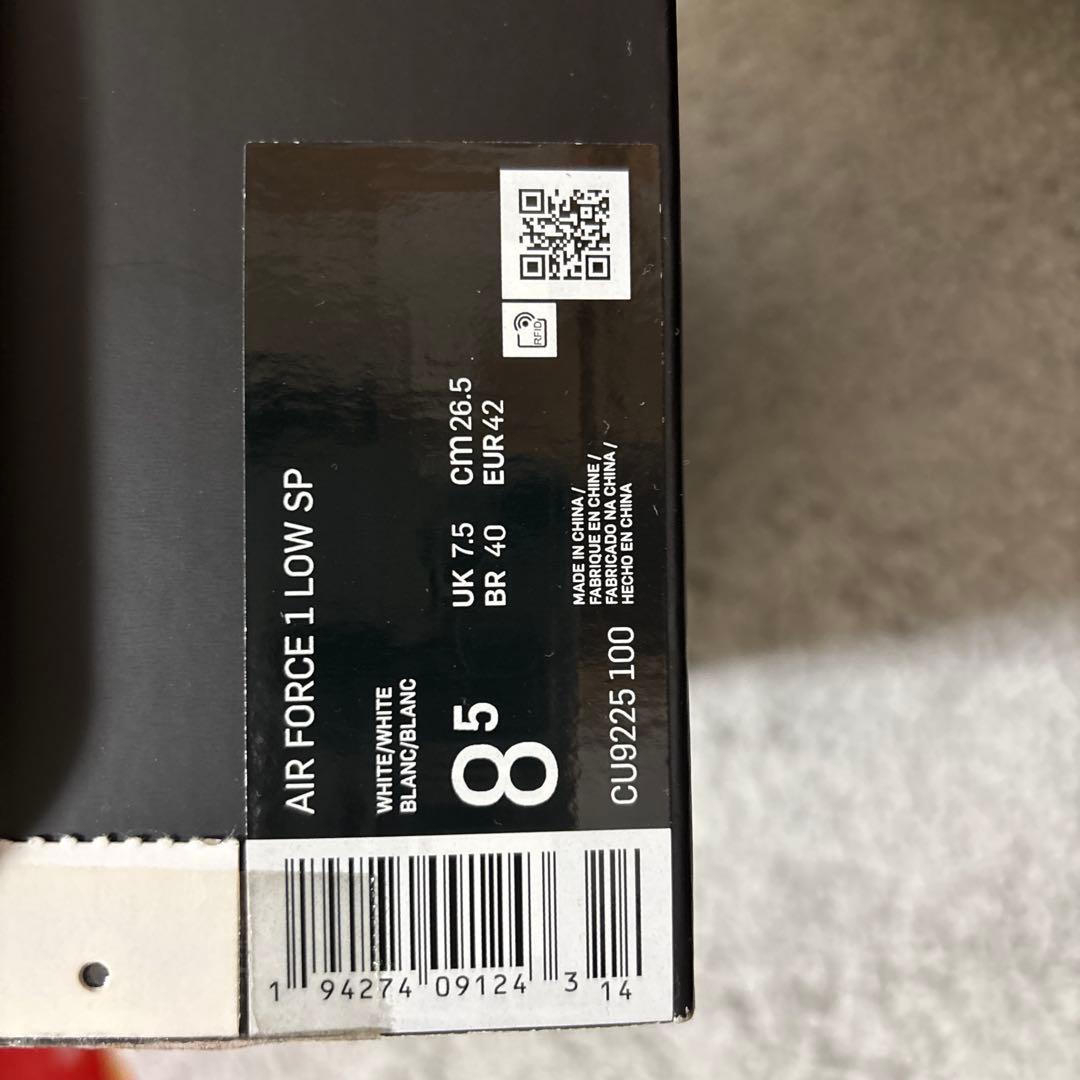 AIR FORCE 1 LOW SP
WHITE/WHITE
BLANC/BLANC
8 5
UK 7.5 cm 26.5
BR 40 EUR 42
RFID
CU9225 100
MADE IN CHINA /
FABRIQUE EN CHINE /
FABRICADO NA CHINA /
HECHO EN CHINA
1 94274 09124 3 14